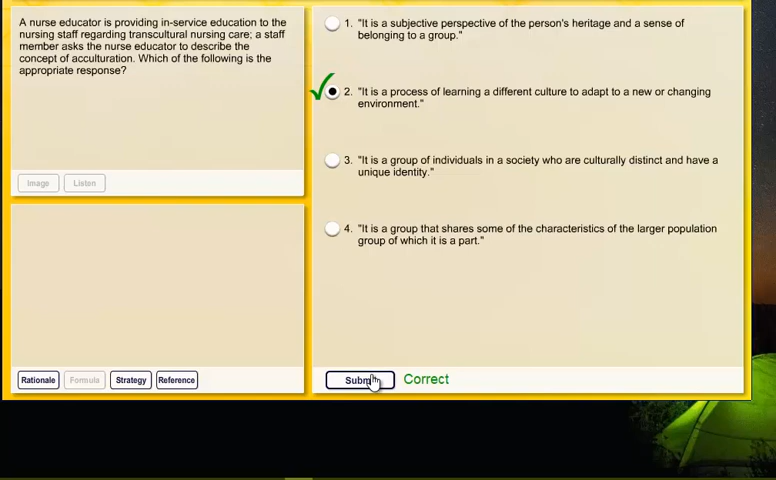 A nurse educator is providing in-service education to the
nursing staff regarding transcultural nursing care; a staff
member asks the nurse educator to describe the
concept of acculturation. Which of the following is the
appropriate response?
Image Listen
Rationale Formula Strategy Reference
1. "It is a subjective perspective of the person's heritage and a sense of
belonging to a group."
2. "It is a process of learning a different culture to adapt to a new or changing
environment."
3. "It is a group of individuals in a society who are culturally distinct and have a
unique identity."
4. "It is a group that shares some of the characteristics of the larger population
group of which it is a part."
Submit Correct